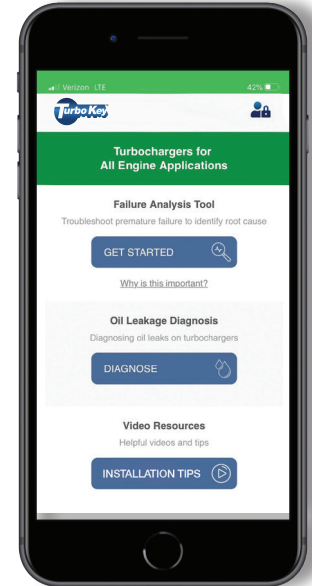 Verizon LTE 42%
Turbo Key
Turbochargers for
All Engine Applications
Failure Analysis Tool
Troubleshoot premature failure to identify root cause
GET STARTED
Why is this important?
Oil Leakage Diagnosis
Diagnosing oil leaks on turbochargers
DIAGNOSE
Video Resources
Helpful videos and tips
INSTALLATION TIPS